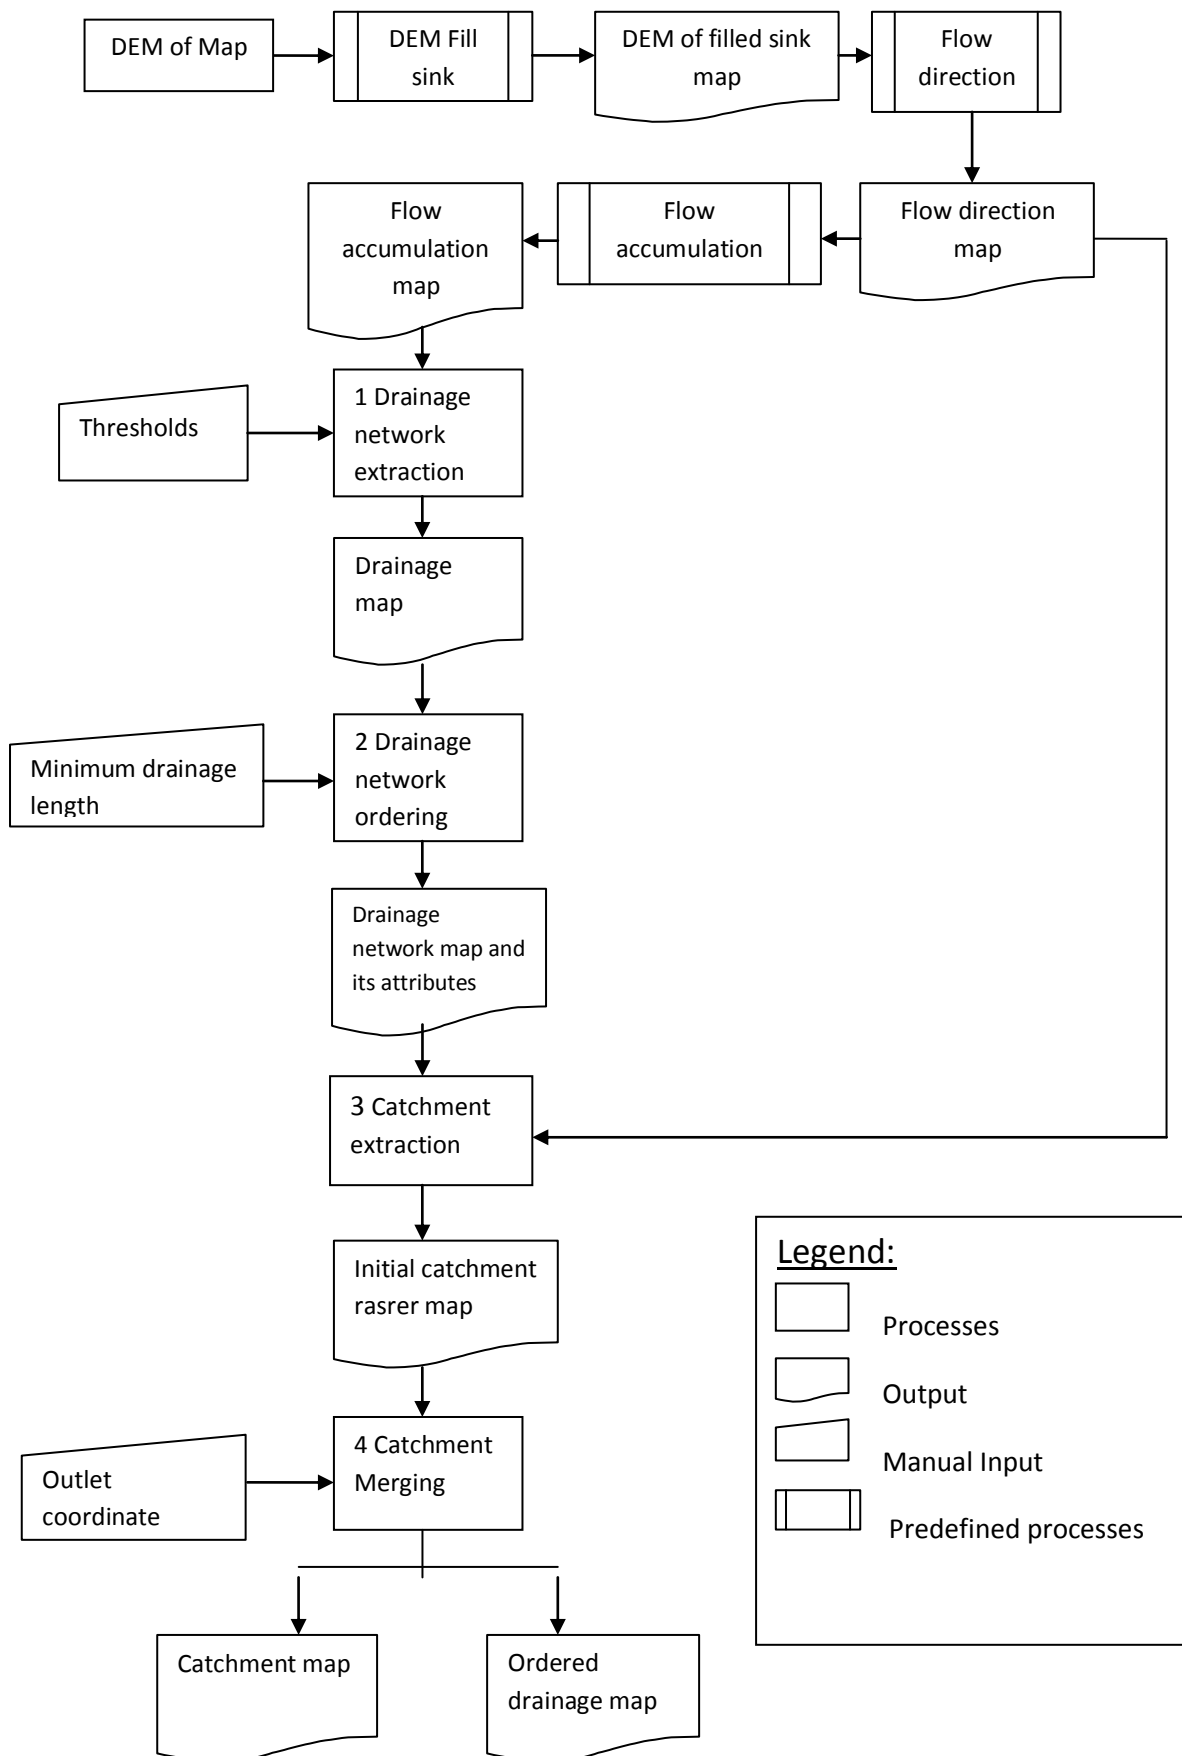 DEM of Map
DEM Fill
sink
DEM of filled sink
map
Flow
direction
Flow
accumulation
map
Flow
accumulation
Flow direction
map
Thresholds
1 Drainage
network
extraction
Drainage
map
Minimum drainage
length
2 Drainage
network
ordering
Drainage
network map and
its attributes
3 Catchment
extraction
Initial catchment
rasrer map
Outlet
coordinate
4 Catchment
Merging
Catchment map
Ordered
drainage map
Legend:
Processes
Output
Manual Input
Predefined processes